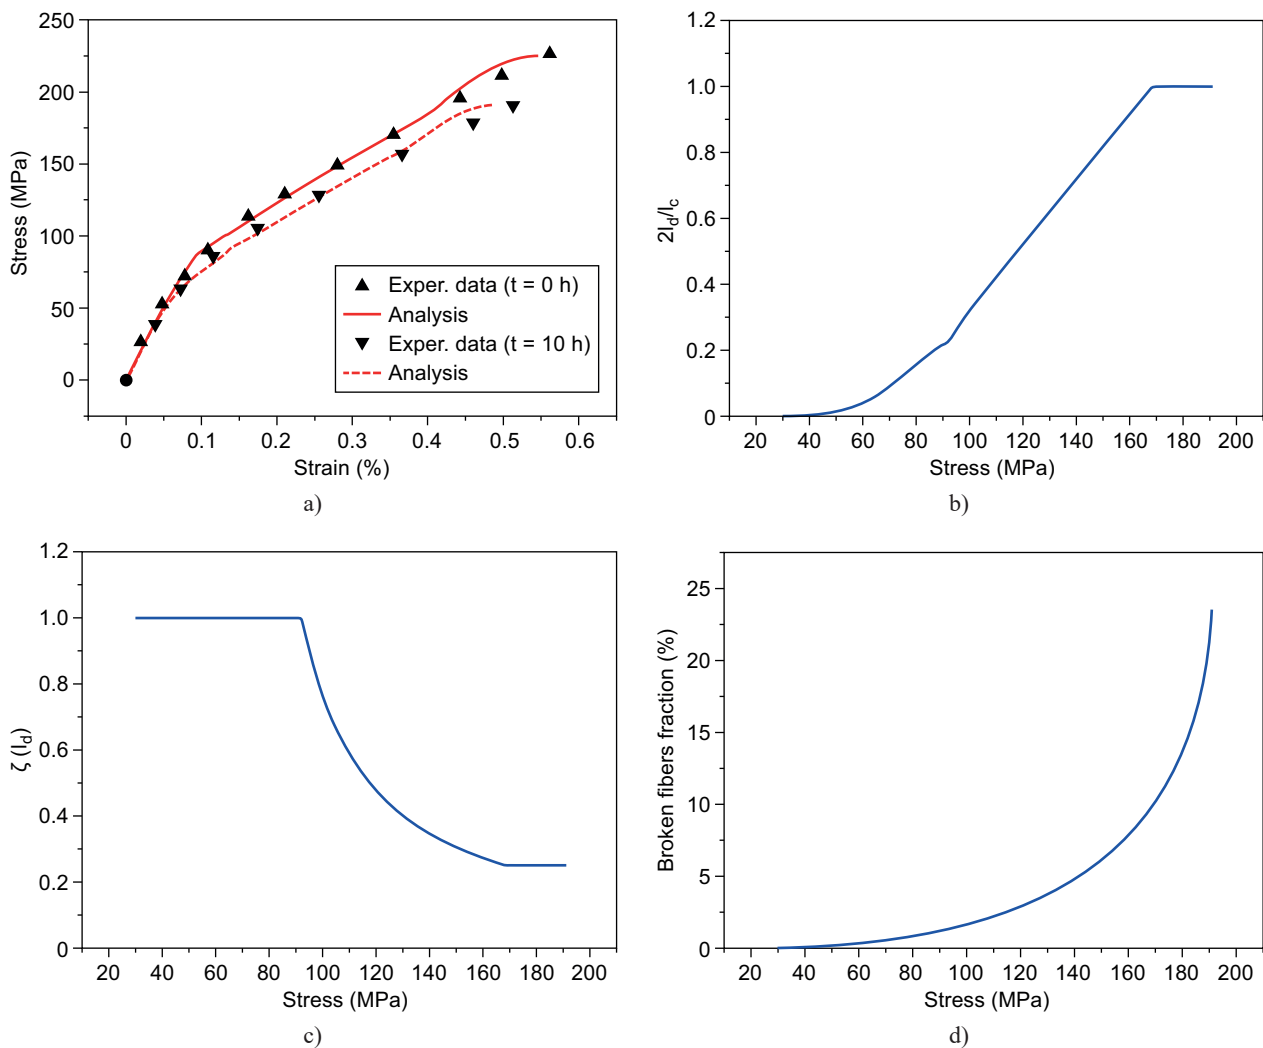 250
200
150
100
50
0
Stress (MPa)
Exper. data (t = 0 h)
Analysis
Exper. data (t = 10 h)
Analysis
0 0.1 0.2 0.3 0.4 0.5 0.6
Strain (%)
a)
1.2
1.0
0.8
0.6
0.4
0.2
0
2l_d/l_c
20 40 60 80 100 120 140 160 180 200
Stress (MPa)
b)
1.2
1.0
0.8
0.6
0.4
0.2
0
ζ (l_d)
20 40 60 80 100 120 140 160 180 200
Stress (MPa)
c)
25
20
15
10
5
0
Broken fibers fraction (%)
20 40 60 80 100 120 140 160 180 200
Stress (MPa)
d)